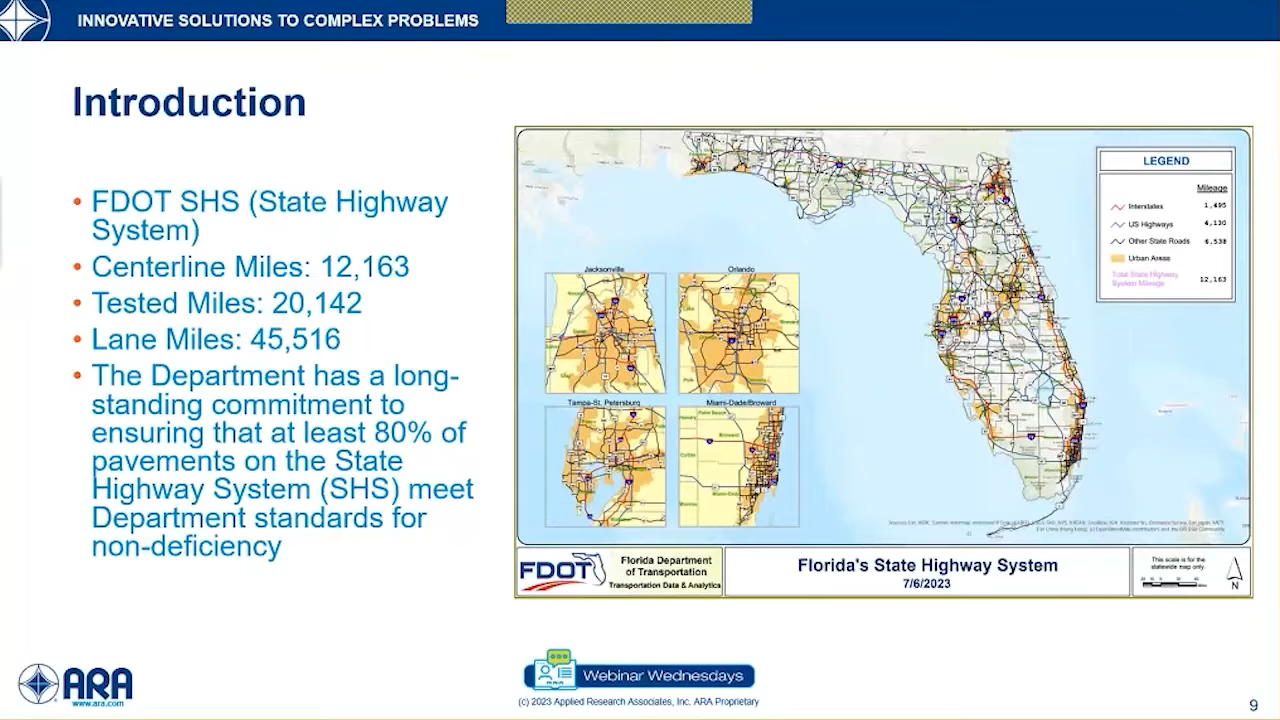 INNOVATIVE SOLUTIONS TO COMPLEX PROBLEMS
Introduction
• FDOT SHS (State Highway
System)
• Centerline Miles: 12,163
• Tested Miles: 20,142
• Lane Miles: 45,516
• The Department has a long-
standing commitment to
ensuring that at least 80% of
pavements on the State
Highway System (SHS) meet
Department standards for
non-deficiency
LEGEND
Mileage
Interstates 1,495
US Highways 4,130
Other State Roads 6,538
Urban Areas
Total State Highway
System Mileage 12,163
Jacksonville
Orlando
Tampa-St. Petersburg
Miami-Dade/Broward
FDOT
Florida Department
of Transportation
Transportation Data & Analytics
Florida's State Highway System
7/6/2023
This scale is for the
statewide map only.
N
ARA
www.ara.com
Webinar Wednesdays
(c) 2023 Applied Research Associates, Inc. ARA Proprietary
9